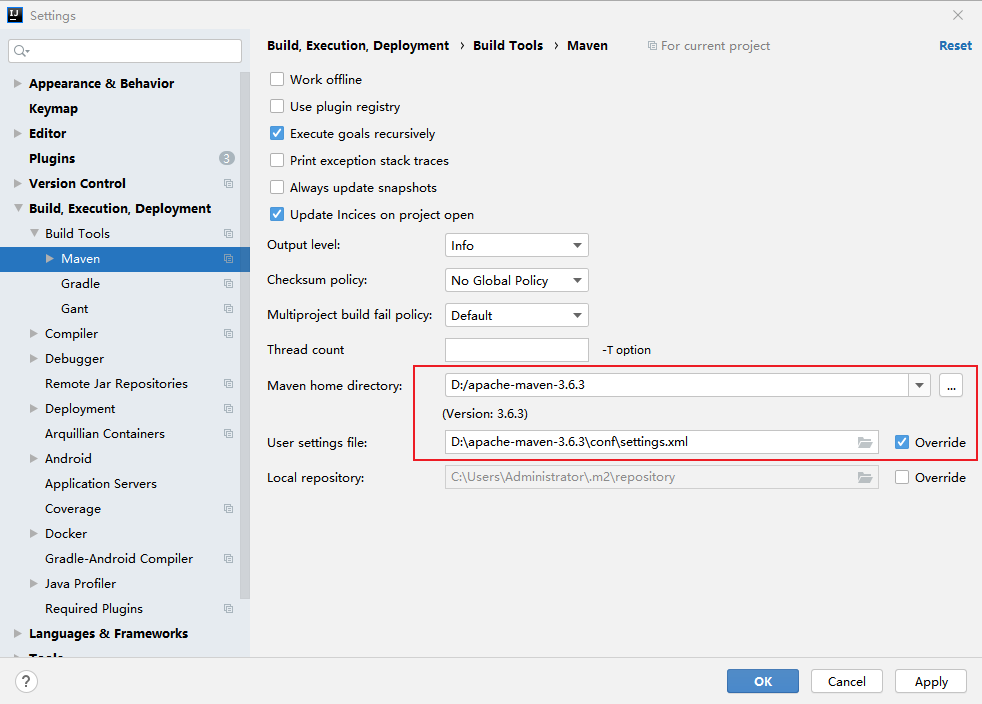 Settings
Build, Execution, Deployment › Build Tools › Maven For current project Reset
Appearance & Behavior
Keymap
Editor
Plugins 3
Version Control
Build, Execution, Deployment
Build Tools
Maven
Gradle
Gant
Compiler
Debugger
Remote Jar Repositories
Deployment
Arquillian Containers
Android
Application Servers
Coverage
Docker
Gradle-Android Compiler
Java Profiler
Required Plugins
Languages & Frameworks
Tools
Work offline
Use plugin registry
Execute goals recursively
Print exception stack traces
Always update snapshots
Update Indices on project open
Output level: Info
Checksum policy: No Global Policy
Multiproject build fail policy: Default
Thread count -T option
Maven home directory: D:/apache-maven-3.6.3 ...
(Version: 3.6.3)
User settings file: D:\apache-maven-3.6.3\conf\settings.xml Override
Local repository: C:\Users\Administrator\.m2\repository Override
? OK Cancel Apply